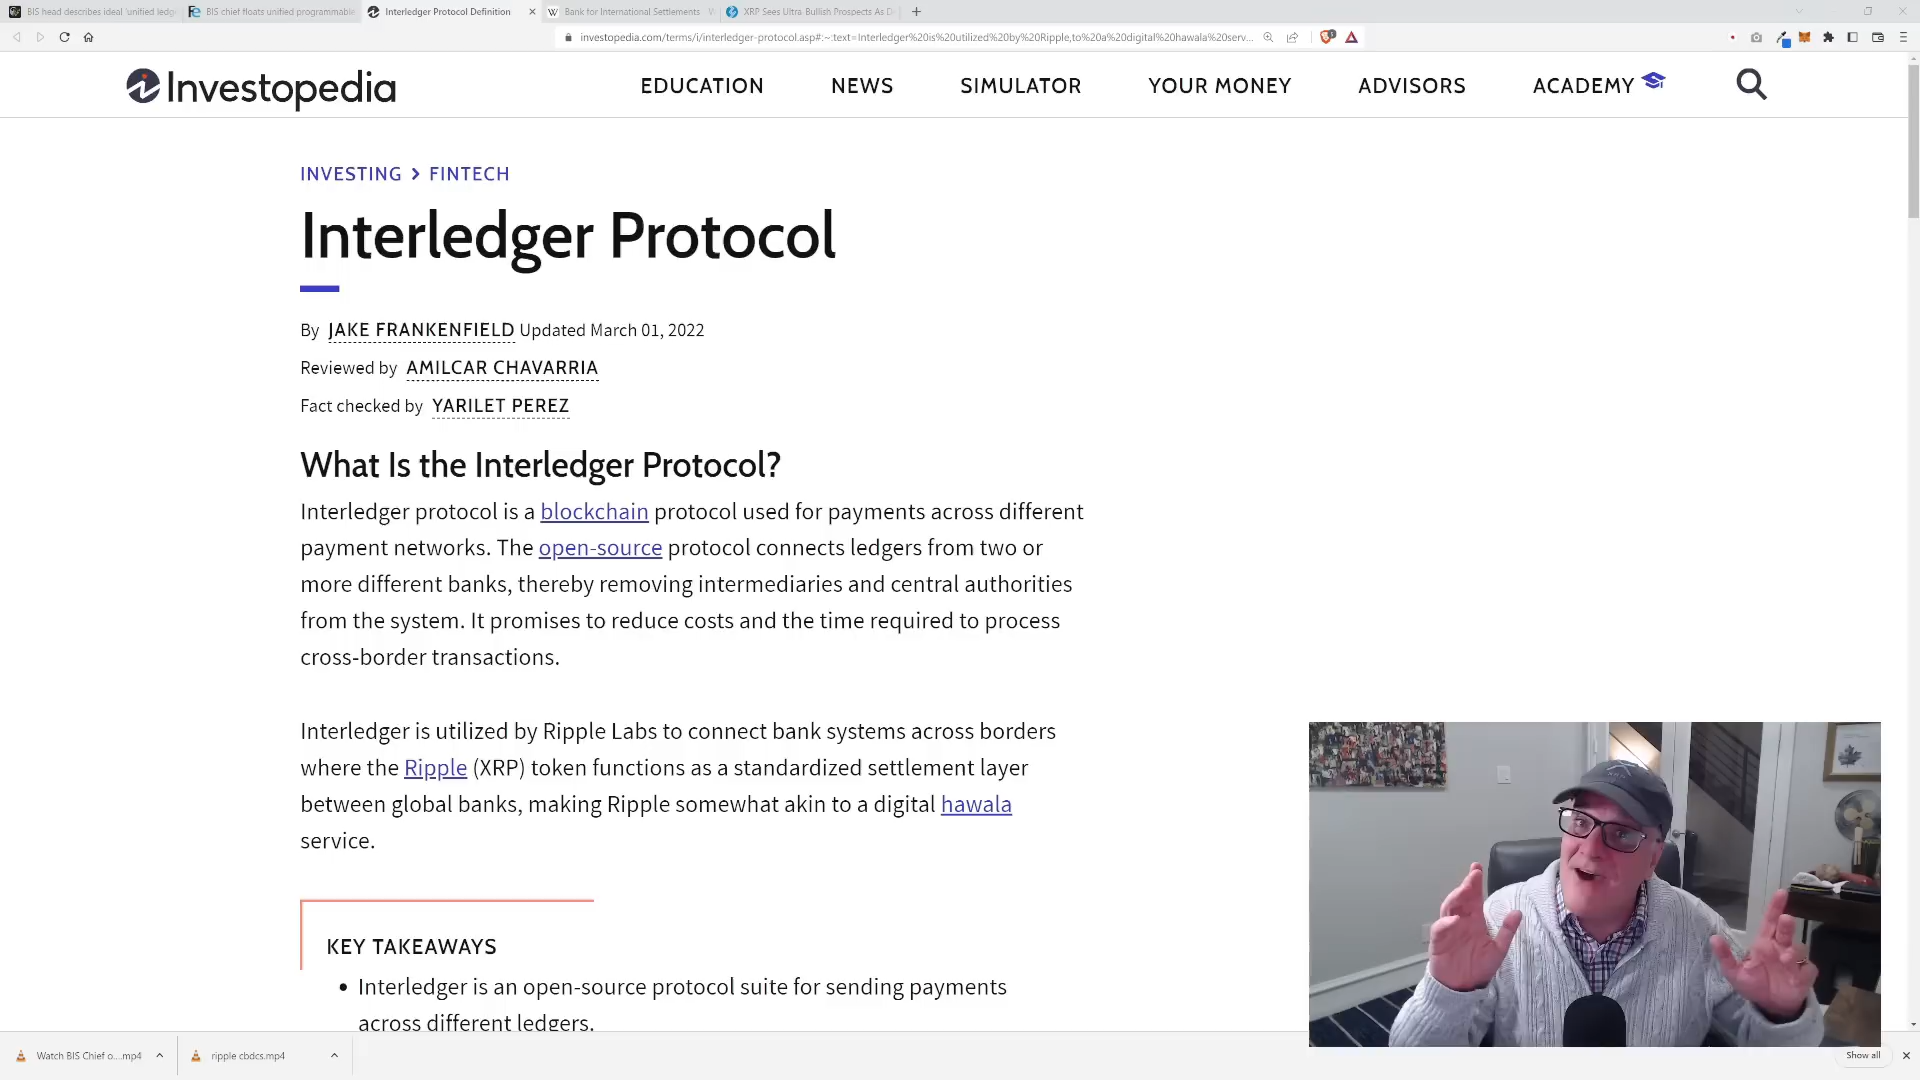 BIS head describes ideal 'unified ledg
BIS chief floats unified programmable
Interledger Protocol Definition
Bank for International Settlements
XRP Sees Ultra Bullish Prospects As D
investopedia.com/terms/i/interledger-protocol.asp#:~:text=Interledger%20is%20utilized%20by%20Ripple,to%20a%20digital%20hawala%20serv...
Investopedia
EDUCATION
NEWS
SIMULATOR
YOUR MONEY
ADVISORS
ACADEMY
INVESTING > FINTECH
Interledger Protocol
By JAKE FRANKENFIELD Updated March 01, 2022
Reviewed by AMILCAR CHAVARRIA
Fact checked by YARILET PEREZ
What Is the Interledger Protocol?
Interledger protocol is a blockchain protocol used for payments across different
payment networks. The open-source protocol connects ledgers from two or
more different banks, thereby removing intermediaries and central authorities
from the system. It promises to reduce costs and the time required to process
cross-border transactions.
Interledger is utilized by Ripple Labs to connect bank systems across borders
where the Ripple (XRP) token functions as a standardized settlement layer
between global banks, making Ripple somewhat akin to a digital hawala
service.
KEY TAKEAWAYS
• Interledger is an open-source protocol suite for sending payments
across different ledgers.
Watch BIS Chief o....mp4
ripple cbdcs.mp4
Show all